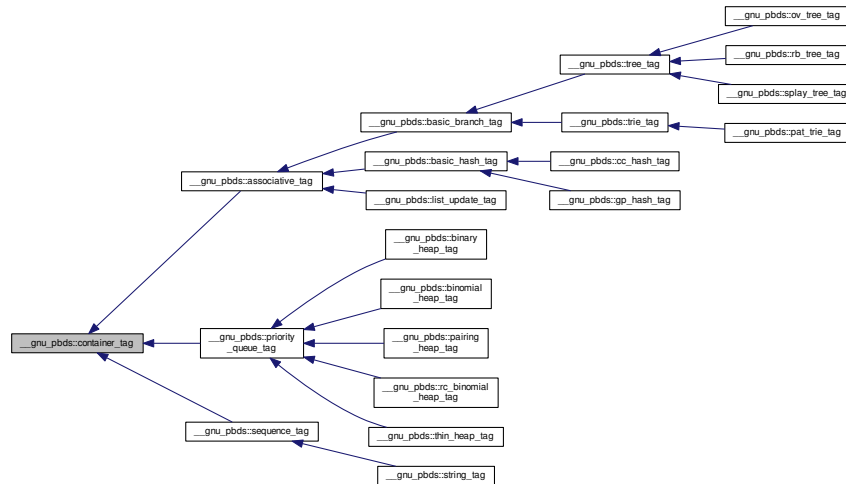 __gnu_pbds::ov_tree_tag
__gnu_pbds::rb_tree_tag
__gnu_pbds::tree_tag
__gnu_pbds::splay_tree_tag
__gnu_pbds::basic_branch_tag
__gnu_pbds::trie_tag
__gnu_pbds::pat_trie_tag
__gnu_pbds::basic_hash_tag
__gnu_pbds::cc_hash_tag
__gnu_pbds::associative_tag
__gnu_pbds::list_update_tag
__gnu_pbds::gp_hash_tag
__gnu_pbds::binary
_heap_tag
__gnu_pbds::binomial
_heap_tag
__gnu_pbds::container_tag
__gnu_pbds::priority
_queue_tag
__gnu_pbds::pairing
_heap_tag
__gnu_pbds::rc_binomial
_heap_tag
__gnu_pbds::sequence_tag
__gnu_pbds::thin_heap_tag
__gnu_pbds::string_tag